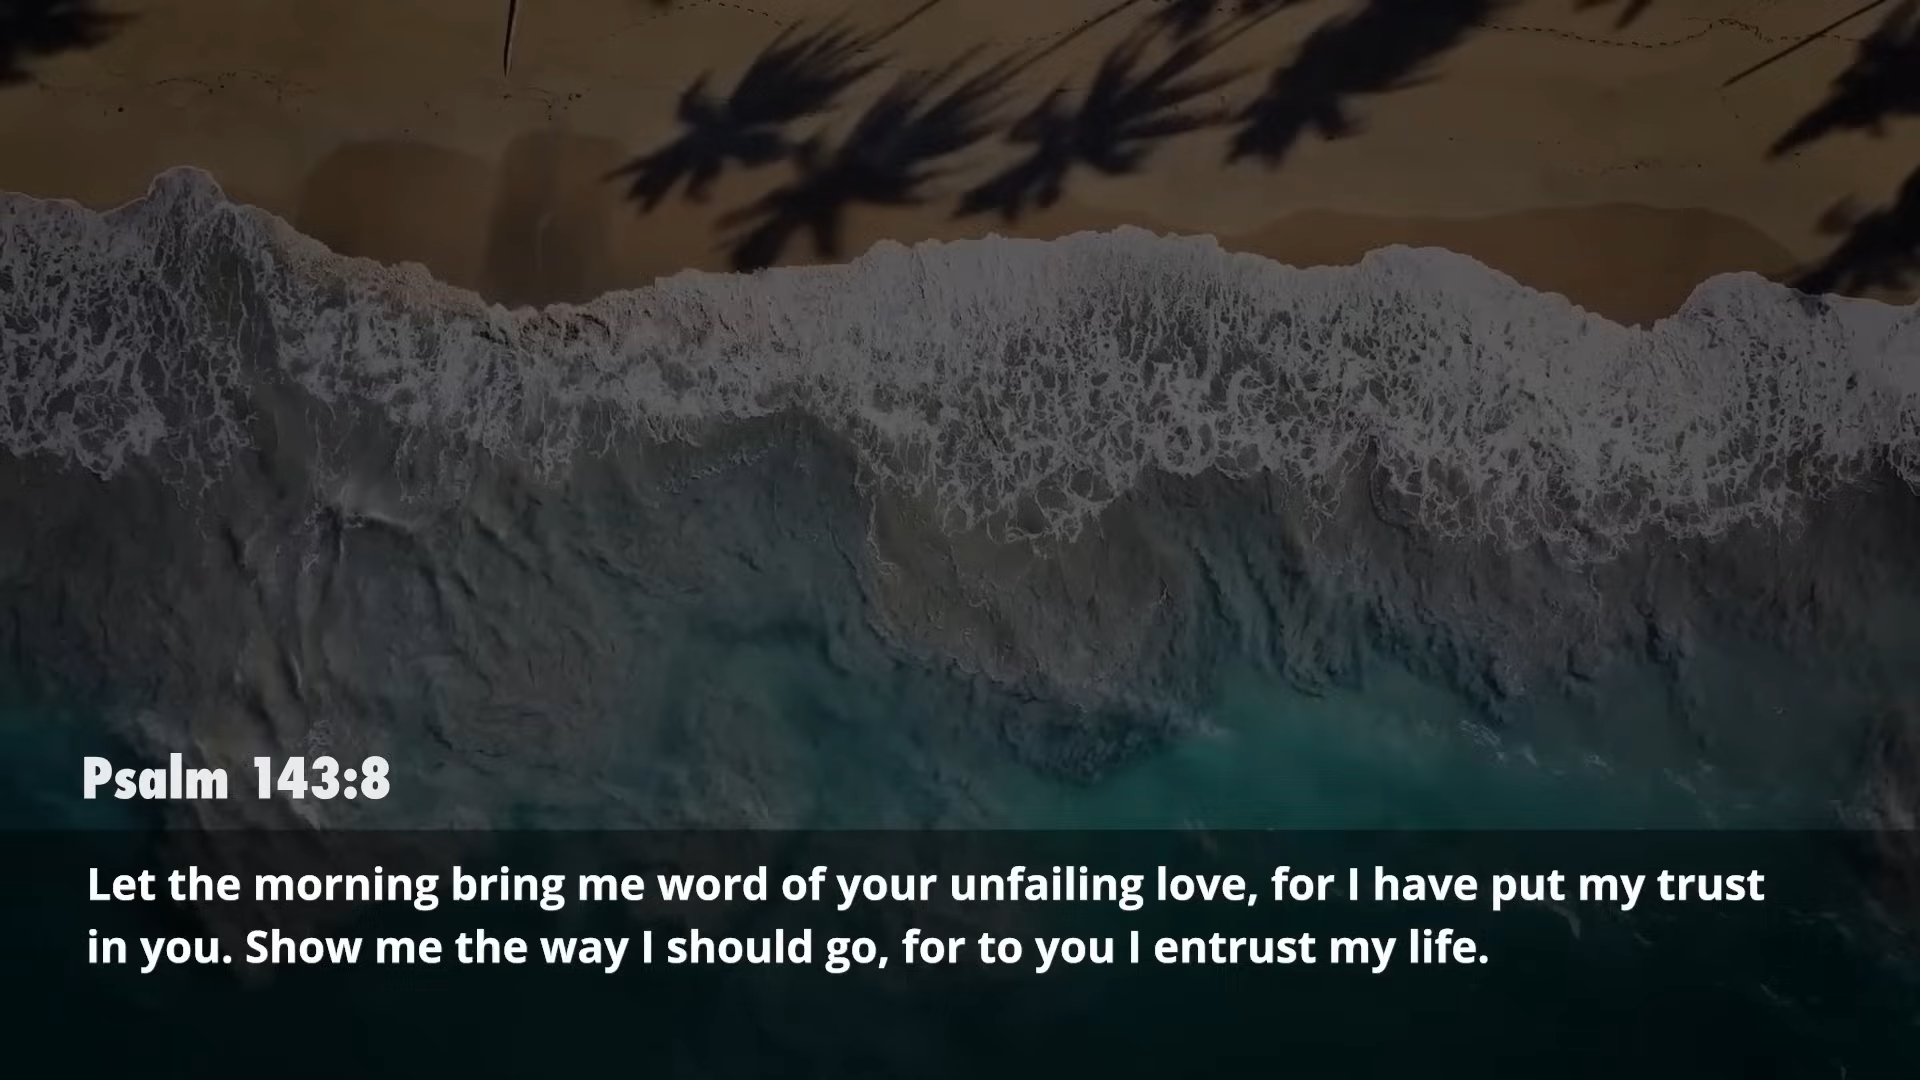 Psalm 143:8
Let the morning bring me word of your unfailing love, for I have put my trust
in you. Show me the way I should go, for to you I entrust my life.